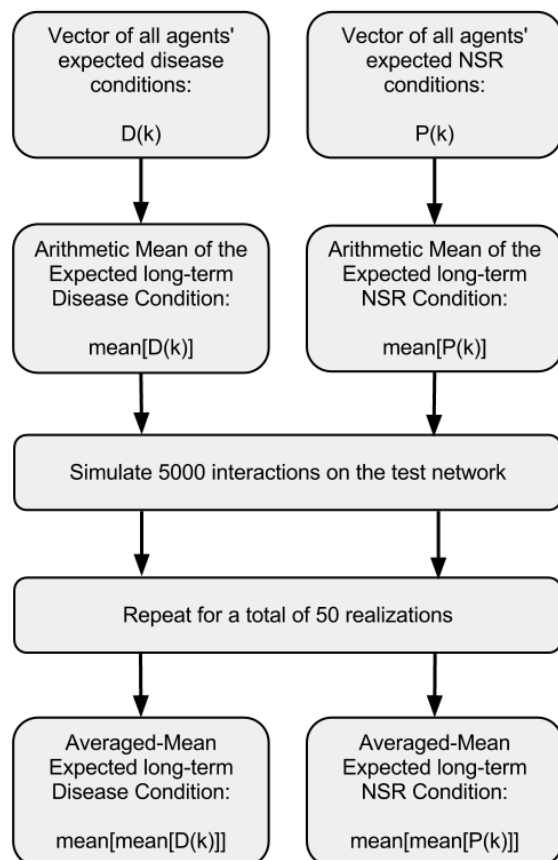 Vector of all agents'
expected disease
conditions:
D(k)
Vector of all agents'
expected NSR
conditions:
P(k)
Arithmetic Mean of the
Expected long-term
Disease Condition:
mean[D(k)]
Arithmetic Mean of the
Expected long-term
NSR Condition:
mean[P(k)]
Simulate 5000 interactions on the test network
Repeat for a total of 50 realizations
Averaged-Mean
Expected long-term
Disease Condition:
mean[mean[D(k)]]
Averaged-Mean
Expected long-term
NSR Condition:
mean[mean[P(k)]]